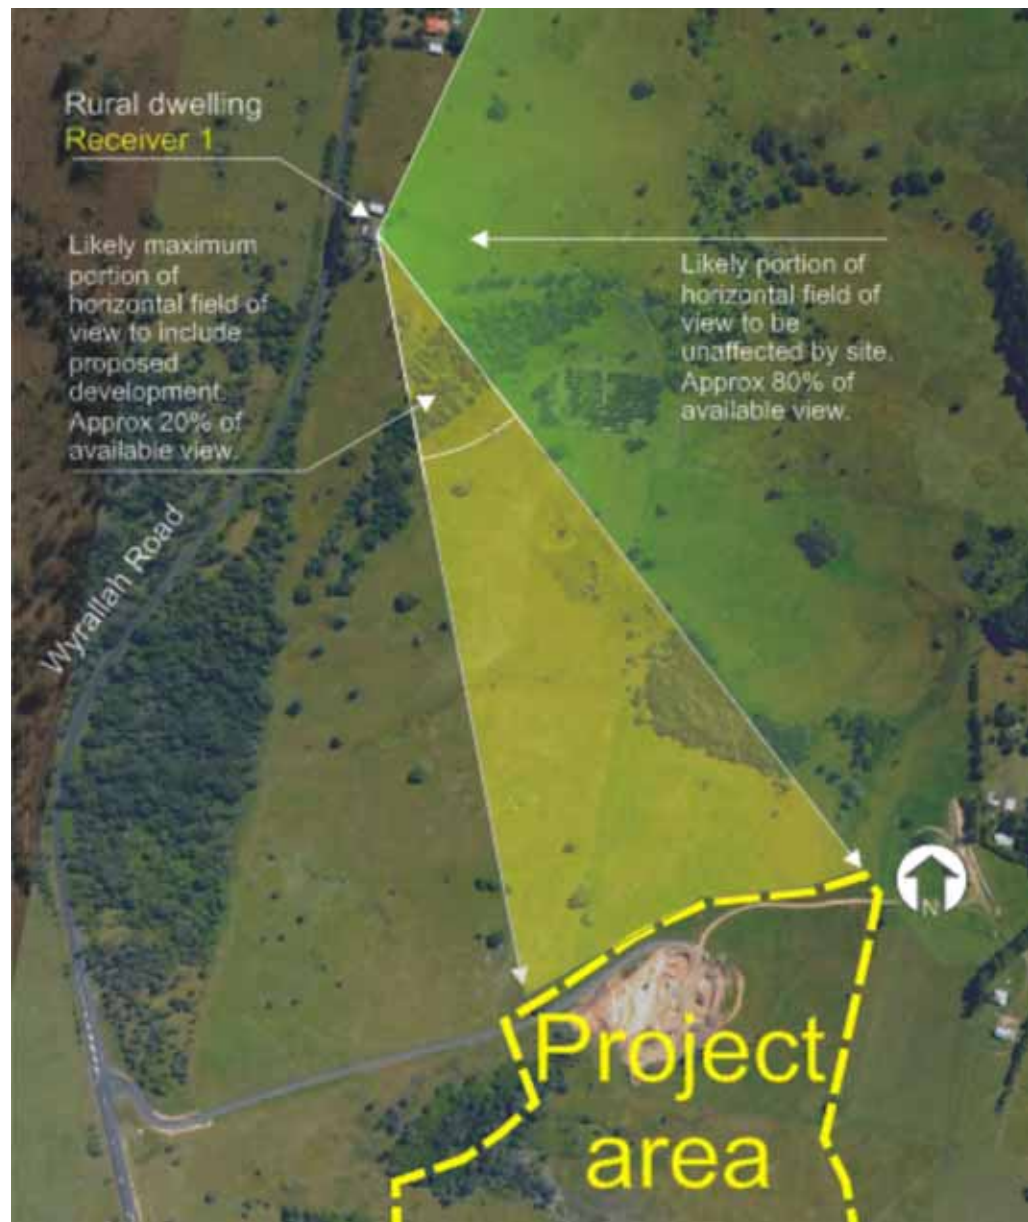 Rural dwelling
Receiver 1
Likely maximum
portion of
horizontal field of
view to include
proposed
development.
Approx 20% of
available view.
Likely portion of
horizontal field of
view to be
unaffected by site.
Approx 80% of
available view.
Wyrallah Road
N
Project
area